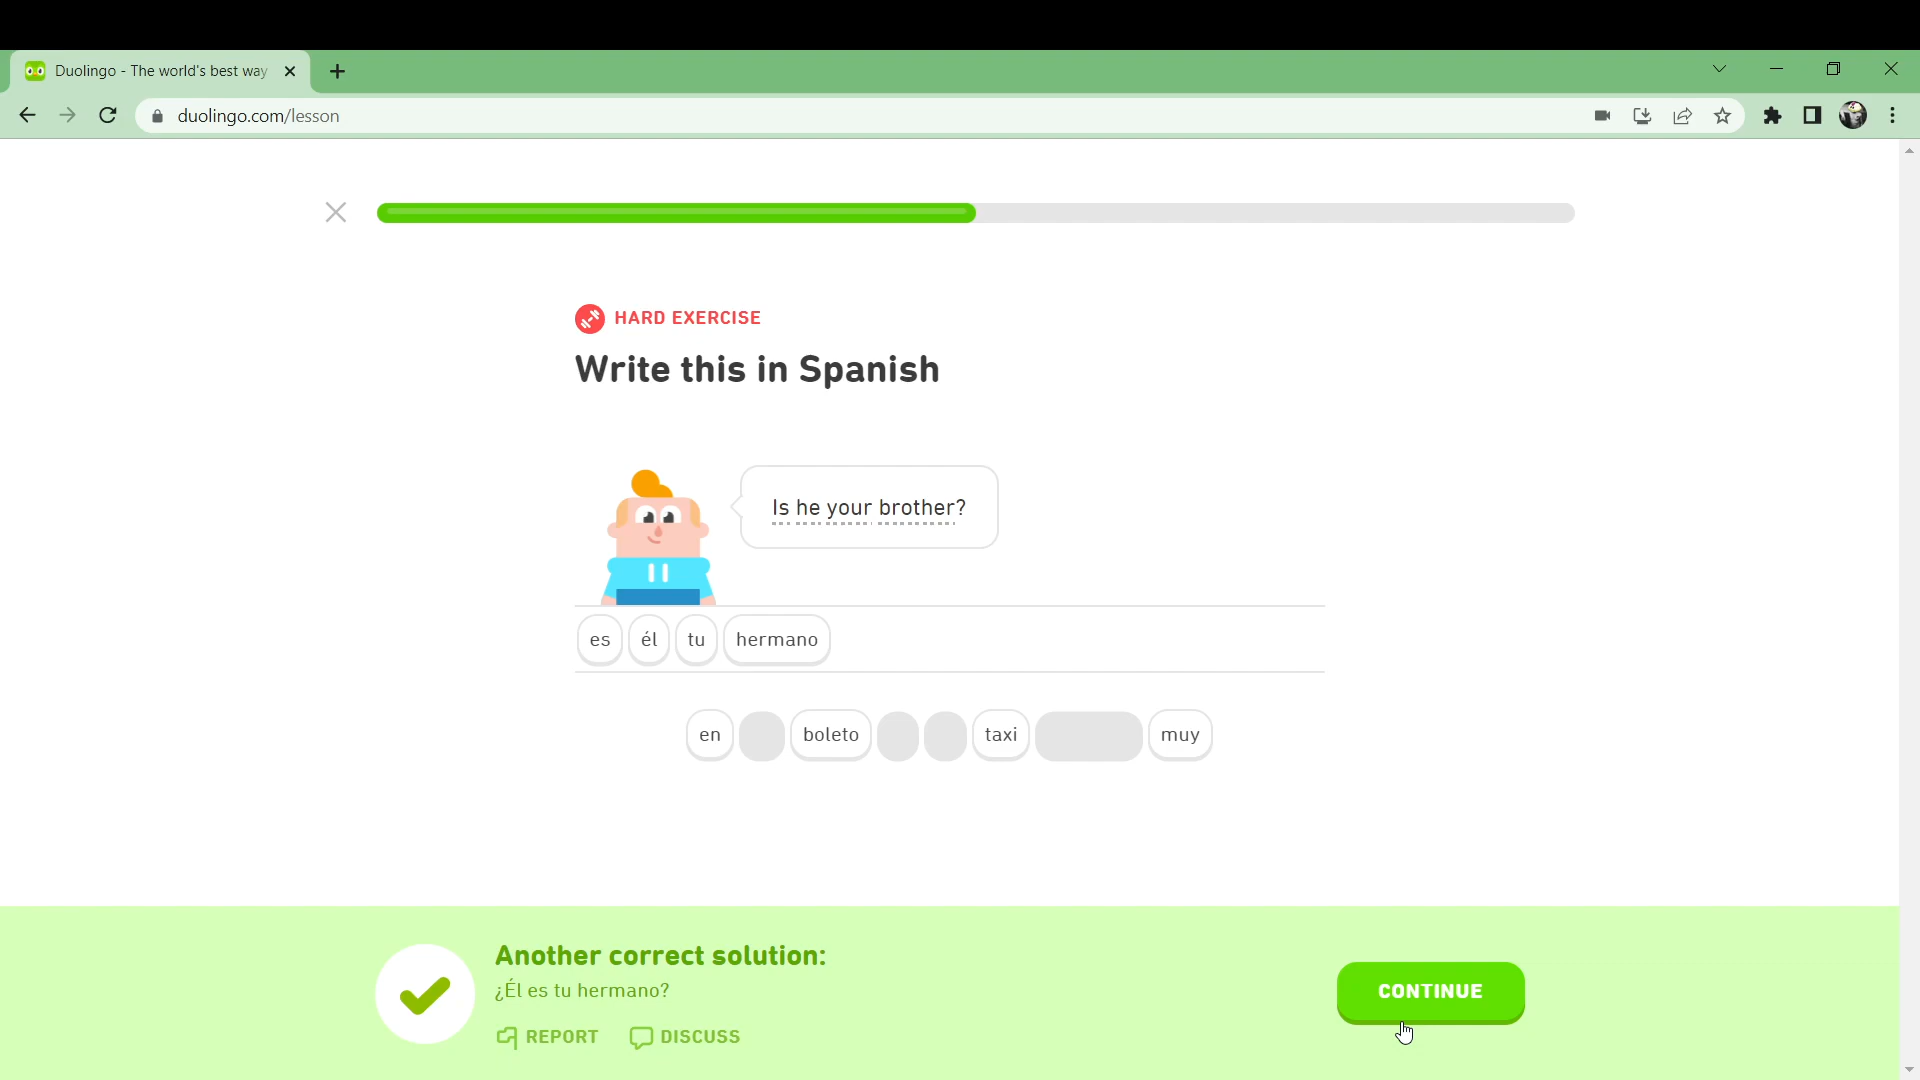 Duolingo - The world's best way
duolingo.com/lesson
HARD EXERCISE
Write this in Spanish
Is he your brother?
es él tu hermano
en boleto taxi muy
Another correct solution:
¿Él es tu hermano?
REPORT DISCUSS
CONTINUE